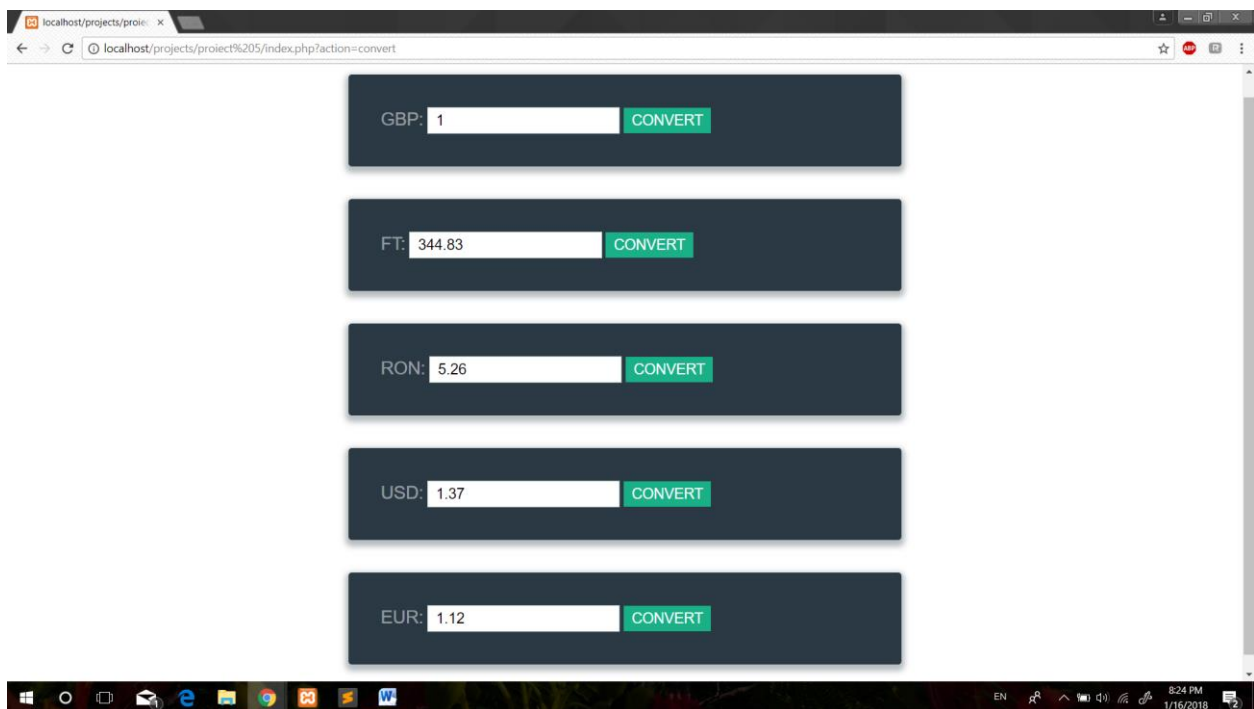 localhost/projects/proiec
localhost/projects/proiect%205/index.php?action=convert
ABP
GBP: 1 CONVERT
FT: 344.83 CONVERT
RON: 5.26 CONVERT
USD: 1.37 CONVERT
EUR: 1.12 CONVERT
EN
8:24 PM
1/16/2018